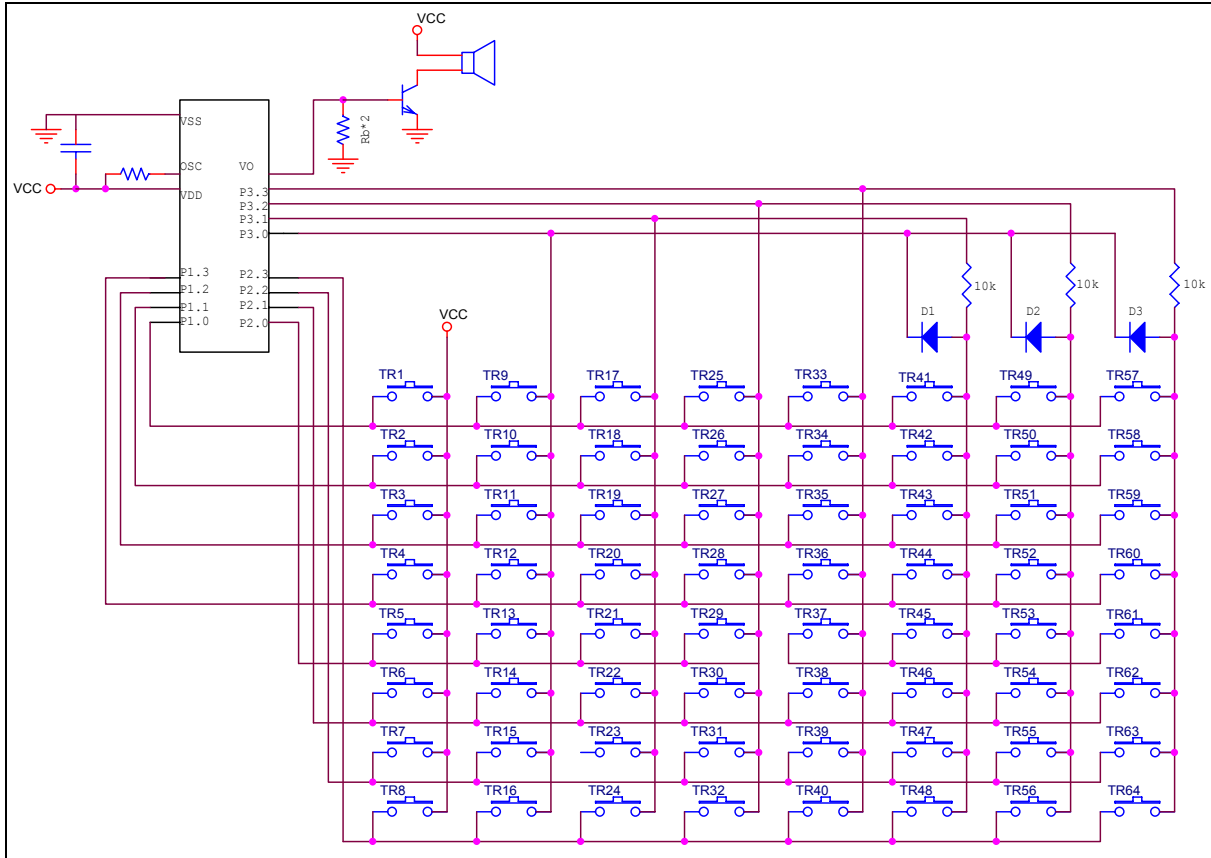 VCC
Rb*2
VSS
OSC VO
VCC
VDD
P3.3
P3.2
P3.1
P3.0
P1.3 P2.3
P1.2 P2.2
P1.1 P2.1
P1.0 P2.0
10k 10k 10k
VCC
D1 D2 D3
TR1 TR9 TR17 TR25 TR33 TR41 TR49 TR57
TR2 TR10 TR18 TR26 TR34 TR42 TR50 TR58
TR3 TR11 TR19 TR27 TR35 TR43 TR51 TR59
TR4 TR12 TR20 TR28 TR36 TR44 TR52 TR60
TR5 TR13 TR21 TR29 TR37 TR45 TR53 TR61
TR6 TR14 TR22 TR30 TR38 TR46 TR54 TR62
TR7 TR15 TR23 TR31 TR39 TR47 TR55 TR63
TR8 TR16 TR24 TR32 TR40 TR48 TR56 TR64